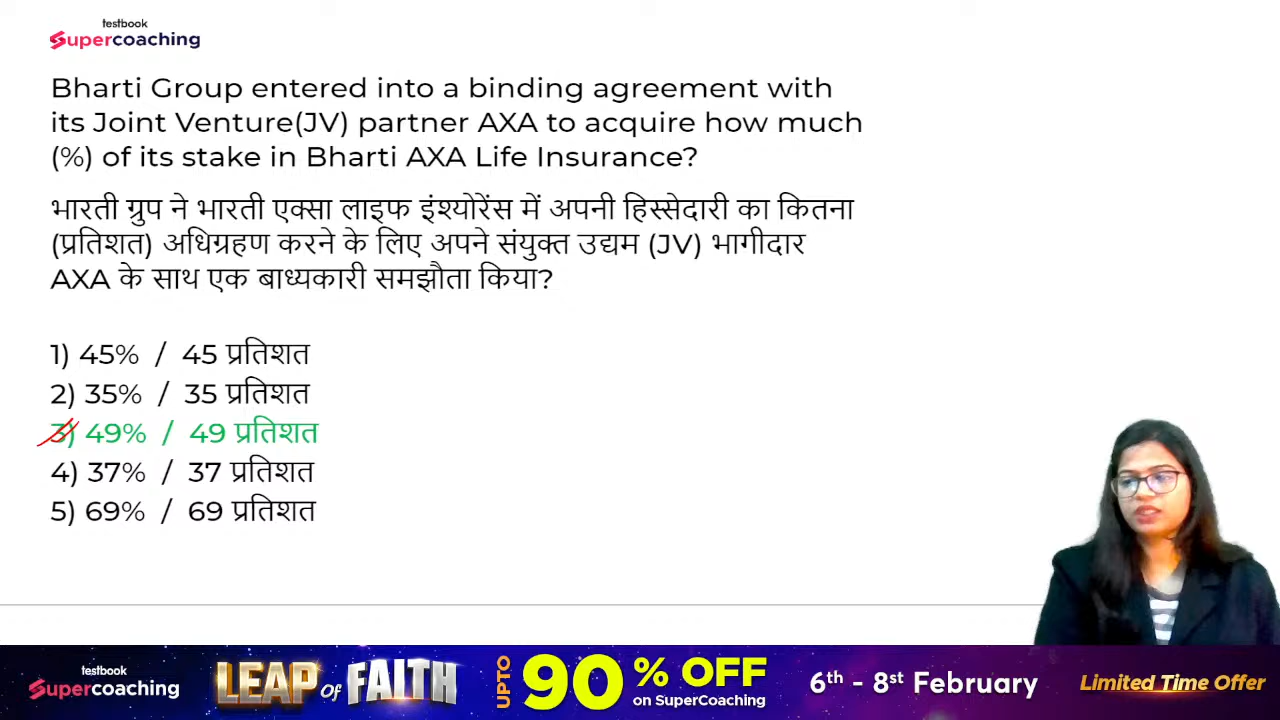 testbook
Supercoaching
Bharti Group entered into a binding agreement with
its Joint Venture(JV) partner AXA to acquire how much
(%) of its stake in Bharti AXA Life Insurance?
भारती ग्रुप ने भारती एक्सा लाइफ इंश्योरेंस में अपनी हिस्सेदारी का कितना
(प्रतिशत) अधिग्रहण करने के लिए अपने संयुक्त उद्यम (JV) भागीदार
AXA के साथ एक बाध्यकारी समझौता किया?
1) 45% / 45 प्रतिशत
2) 35% / 35 प्रतिशत
3) 49% / 49 प्रतिशत
4) 37% / 37 प्रतिशत
5) 69% / 69 प्रतिशत
testbook
Supercoaching
LEAP Of FAITH
UPTO 90% OFF
on SuperCoaching
6th - 8st February
Limited Time Offer